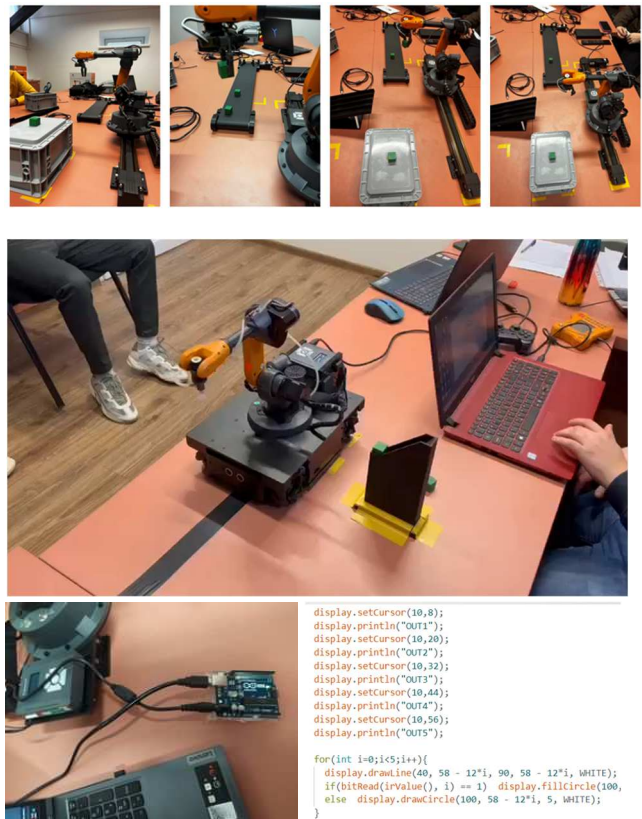 Lenovo
display.setCursor(10,8);
display.println("OUT1");
display.setCursor(10,20);
display.println("OUT2");
display.setCursor(10,32);
display.println("OUT3");
display.setCursor(10,44);
display.println("OUT4");
display.setCursor(10,56);
display.println("OUT5");
for(int i=0;i<5;i++){
display.drawLine(40, 58 - 12*i, 90, 58 - 12*i, WHITE);
if(bitRead(irValue(), i) == 1) display.fillCircle(100,
else display.drawCircle(100, 58 - 12*i, 5, WHITE);
}